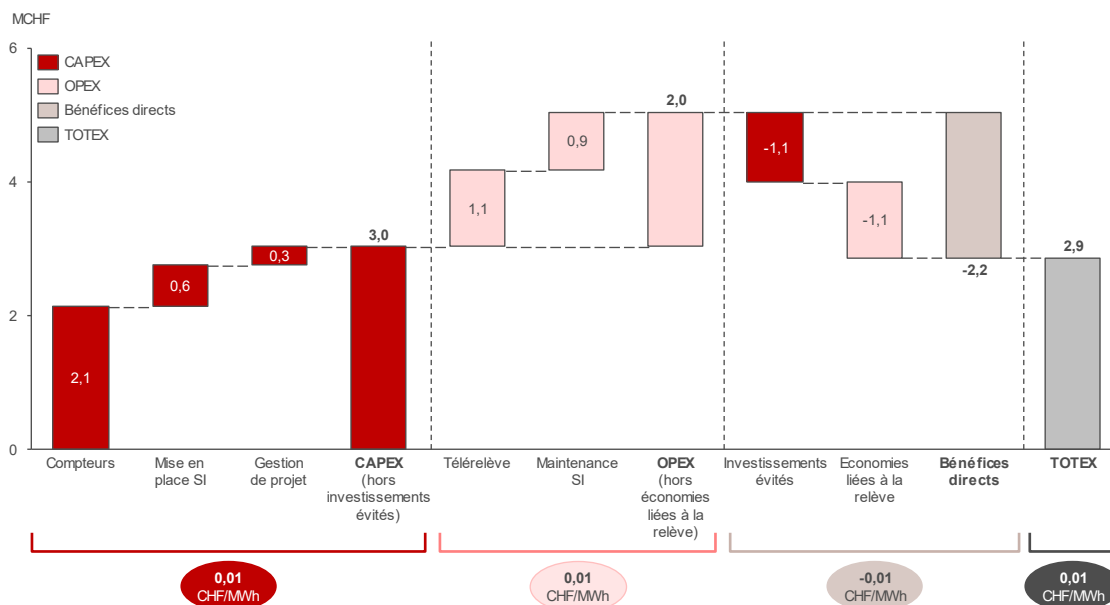 MCHF
6
4
2
0
CAPEX
OPEX
Bénéfices directs
TOTEX
2,1
0,6
0,3
3,0
1,1
0,9
2,0
-1,1
-1,1
-2,2
2,9
Compteurs
Mise en
place SI
Gestion
de projet
CAPEX
(hors
investissements
évités)
Télérelève
Maintenance
SI
OPEX
(hors
économies
liées à la
relève)
Investissements
évités
Economies
liées à la
relève
Bénéfices
directs
TOTEX
0,01
CHF/MWh
0,01
CHF/MWh
-0,01
CHF/MWh
0,01
CHF/MWh